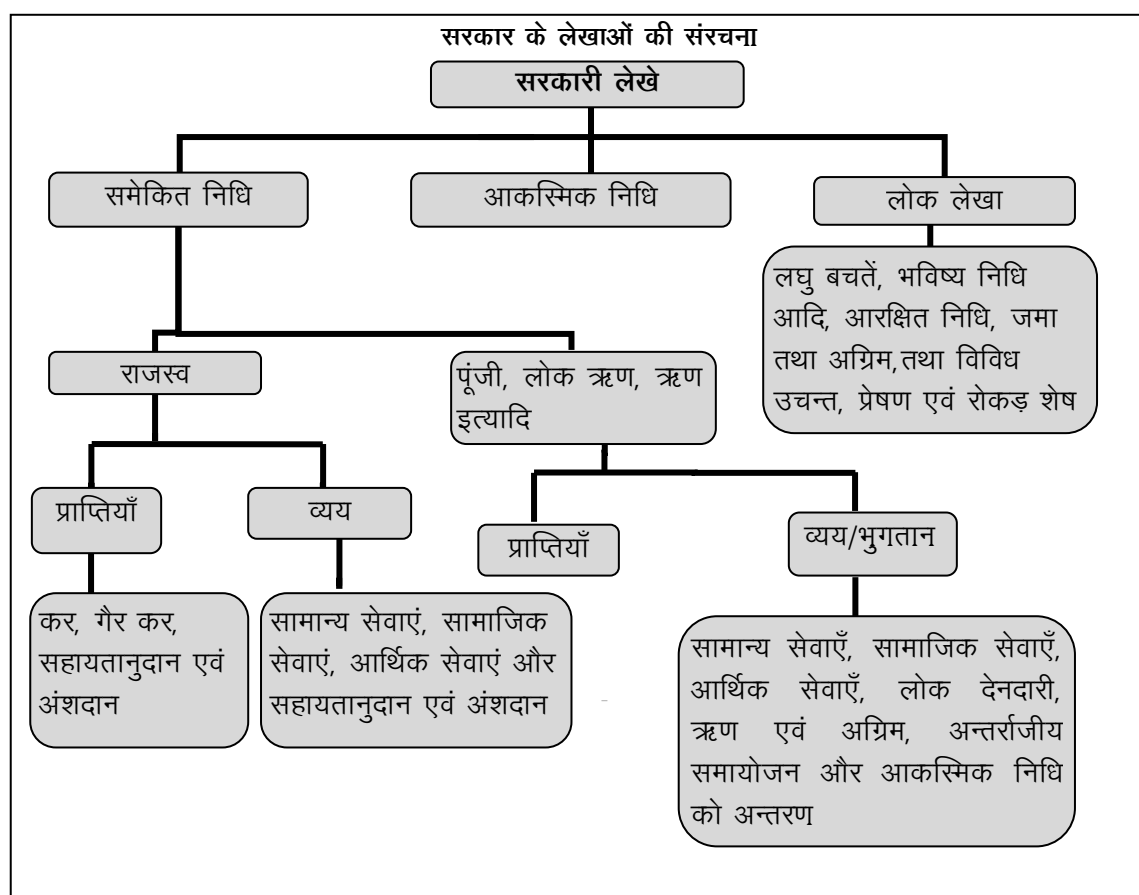 सरकार के लेखाओं की संरचना
सरकारी लेखे
समेकित निधि
आकस्मिक निधि
लोक लेखा
लघु बचतें, भविष्य निधि
आदि, आरक्षित निधि, जमा
तथा अग्रिम,तथा विविध
उचन्त, प्रेषण एवं रोकड़ शेष
राजस्व
पूंजी, लोक ऋण, ऋण
इत्यादि
प्राप्तियाँ
व्यय
प्राप्तियाँ
व्यय/भुगतान
कर, गैर कर,
सहायतानुदान एवं
अंशदान
सामान्य सेवाएं, सामाजिक
सेवाएं, आर्थिक सेवाएं और
सहायतानुदान एवं अंशदान
सामान्य सेवाएँ, सामाजिक सेवाएँ,
आर्थिक सेवाएँ, लोक देनदारी,
ऋण एवं अग्रिम, अन्तर्राजीय
समायोजन और आकस्मिक निधि
को अन्तरण